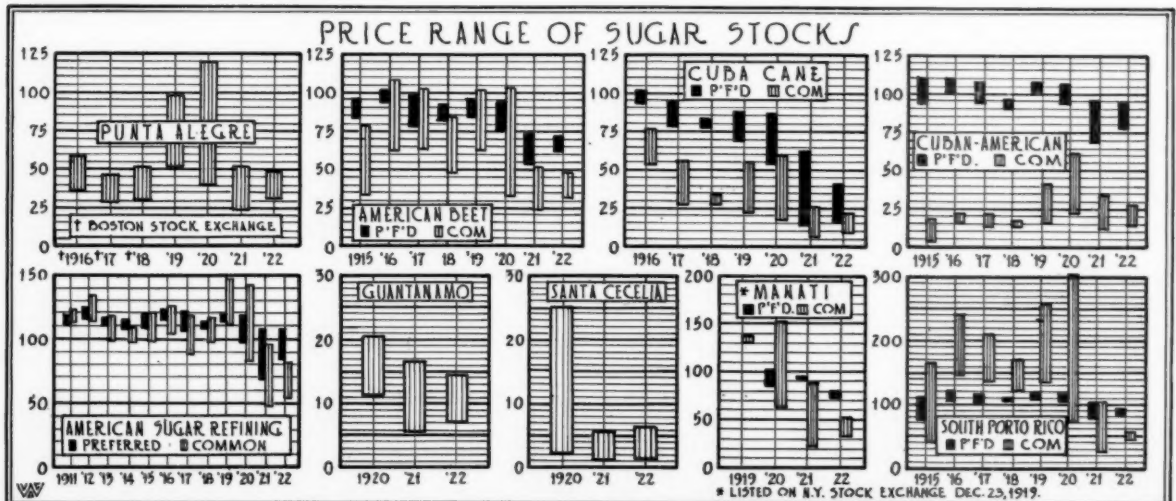 PRICE RANGE OF SUGAR STOCKS
125
100
75
50
25
0
PUNTA ALEGRE
† BOSTON STOCK EXCHANGE
†1916 †'17 †'18 '19 '20 '21 '22
125
100
75
50
25
0
AMERICAN BEET
P'F'D COM
1915 '16 '17 '18 '19 '20 '21 '22
125
100
75
50
25
0
CUBA CANE
P'F'D COM
1916 '17 '18 '19 '20 '21 '22
125
100
75
50
25
0
CUBAN-AMERICAN
P'F'D. COM
1915 '16 '17 '18 '19 '20 '21 '22
150
100
50
0
AMERICAN SUGAR REFINING
PREFERRED · COMMON
1911 '12 '13 '14 '15 '16 '17 '18 '19 '20 '21 '22
30
20
10
0
GUANTANAMO
1920 '21 '22
30
20
10
0
SANTA CECELIA
1920 '21 '22
200
150
100
50
0
* MANATI
P'F'D. COM
1919 '20 '21 '22
300
200
100
0
SOUTH PORTO RICO
P'F'D COM
1915 '16 '17 '18 '19 '20 '21 '22
* LISTED ON N.Y. STOCK EXCHANGE DEC. 23, 1919.